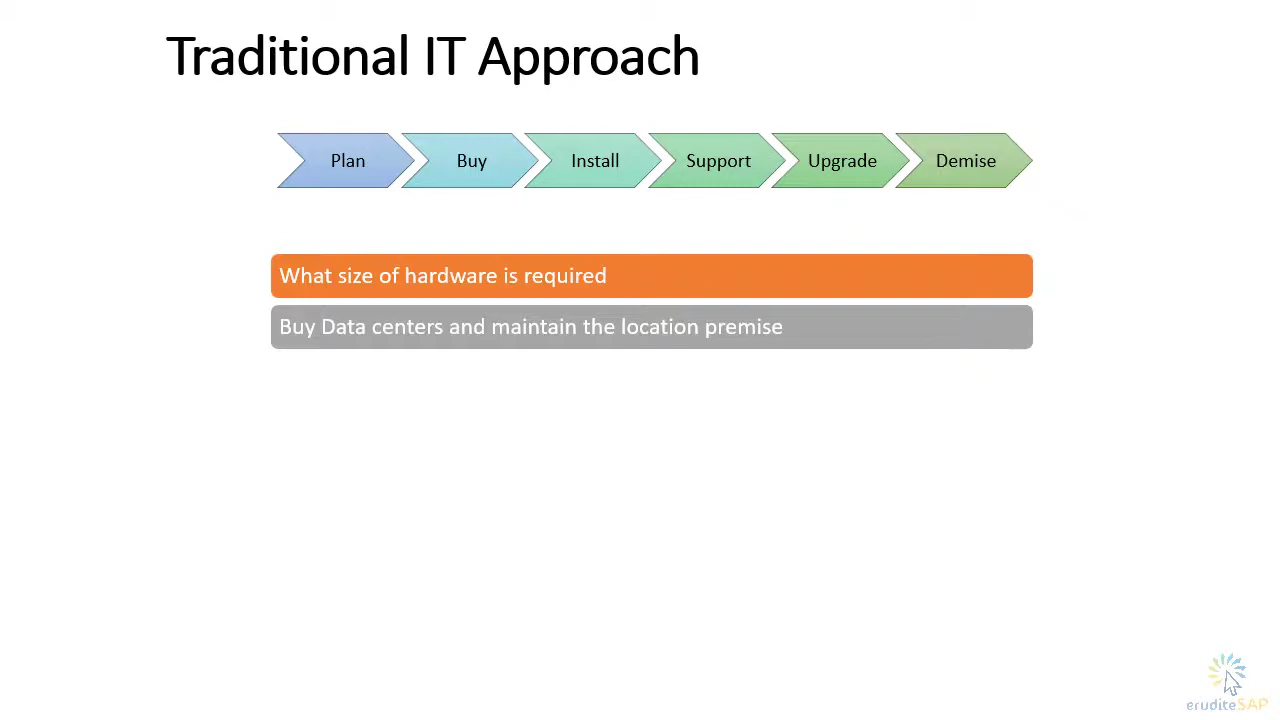 Traditional IT Approach
Plan
Buy
Install
Support
Upgrade
Demise
What size of hardware is required
Buy Data centers and maintain the location premise
eruditeSAP